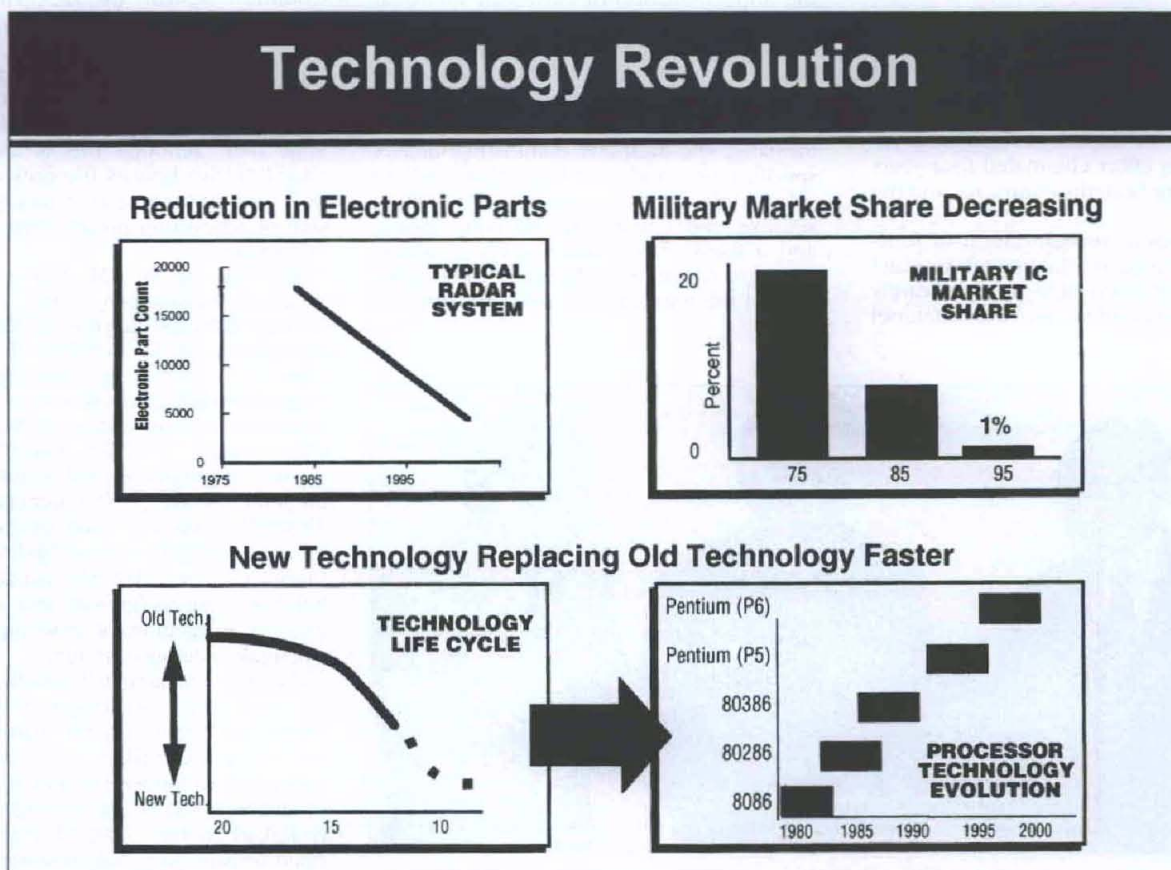 Technology Revolution
Reduction in Electronic Parts
Electronic Part Count
20000
15000
10000
5000
0
1975
1985
1995
TYPICAL
RADAR
SYSTEM
Military Market Share Decreasing
Percent
20
0
MILITARY IC
MARKET
SHARE
1%
75
85
95
New Technology Replacing Old Technology Faster
Old Tech.
New Tech.
TECHNOLOGY
LIFE CYCLE
20
15
10
Pentium (P6)
Pentium (P5)
80386
80286
8086
PROCESSOR
TECHNOLOGY
EVOLUTION
1980
1985
1990
1995
2000